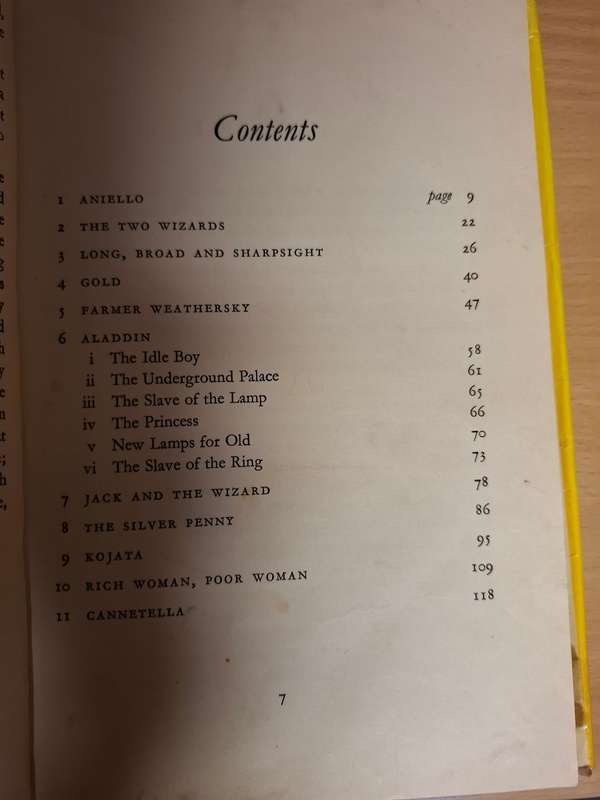 Contents
1 ANIELLO page 9
2 THE TWO WIZARDS 22
3 LONG, BROAD AND SHARPSIGHT 26
4 GOLD 40
5 FARMER WEATHERSKY 47
6 ALADDIN
i The Idle Boy 58
ii The Underground Palace 61
iii The Slave of the Lamp 65
iv The Princess 66
v New Lamps for Old 70
vi The Slave of the Ring 73
7 JACK AND THE WIZARD 78
8 THE SILVER PENNY 86
9 KOJATA 95
10 RICH WOMAN, POOR WOMAN 109
11 CANNETELLA 118
7